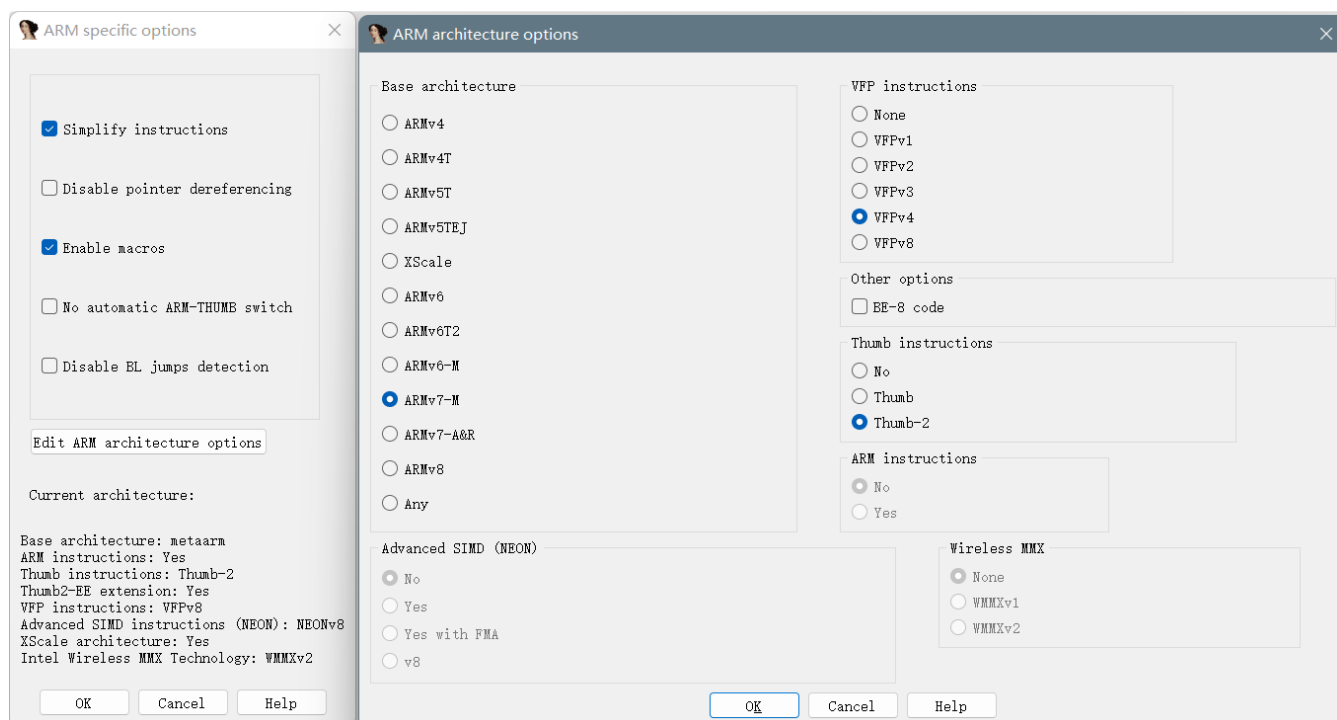 ARM specific options
Simplify instructions
Disable pointer dereferencing
Enable macros
No automatic ARM-THUMB switch
Disable BL jumps detection
Edit ARM architecture options
Current architecture:
Base architecture: metaarm
ARM instructions: Yes
Thumb instructions: Thumb-2
Thumb2-EE extension: Yes
VFP instructions: VFPv8
Advanced SIMD instructions (NEON): NEONv8
XScale architecture: Yes
Intel Wireless MMX Technology: WMMXv2
OK
Cancel
Help
ARM architecture options
Base architecture
ARMv4
ARMv4T
ARMv5T
ARMv5TEJ
XScale
ARMv6
ARMv6T2
ARMv6-M
ARMv7-M
ARMv7-A&R
ARMv8
Any
VFP instructions
None
VFPv1
VFPv2
VFPv3
VFPv4
VFPv8
Other options
BE-8 code
Thumb instructions
No
Thumb
Thumb-2
ARM instructions
No
Yes
Advanced SIMD (NEON)
No
Yes
Yes with FMA
v8
Wireless MMX
None
WMMXv1
WMMXv2
OK
Cancel
Help